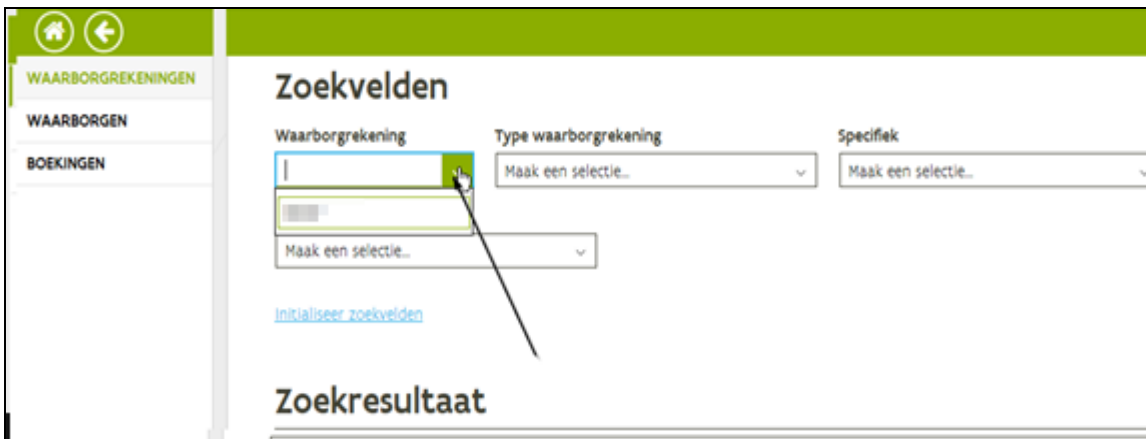 WAARBORGREKENINGEN
WAARBORGEN
BOEKINGEN
Zoekvelden
Waarborgrekening Type waarborgrekening Specifiek
Maak een selectie... Maak een selectie...
Maak een selectie...
Initialiseer zoekvelden
Zoekresultaat